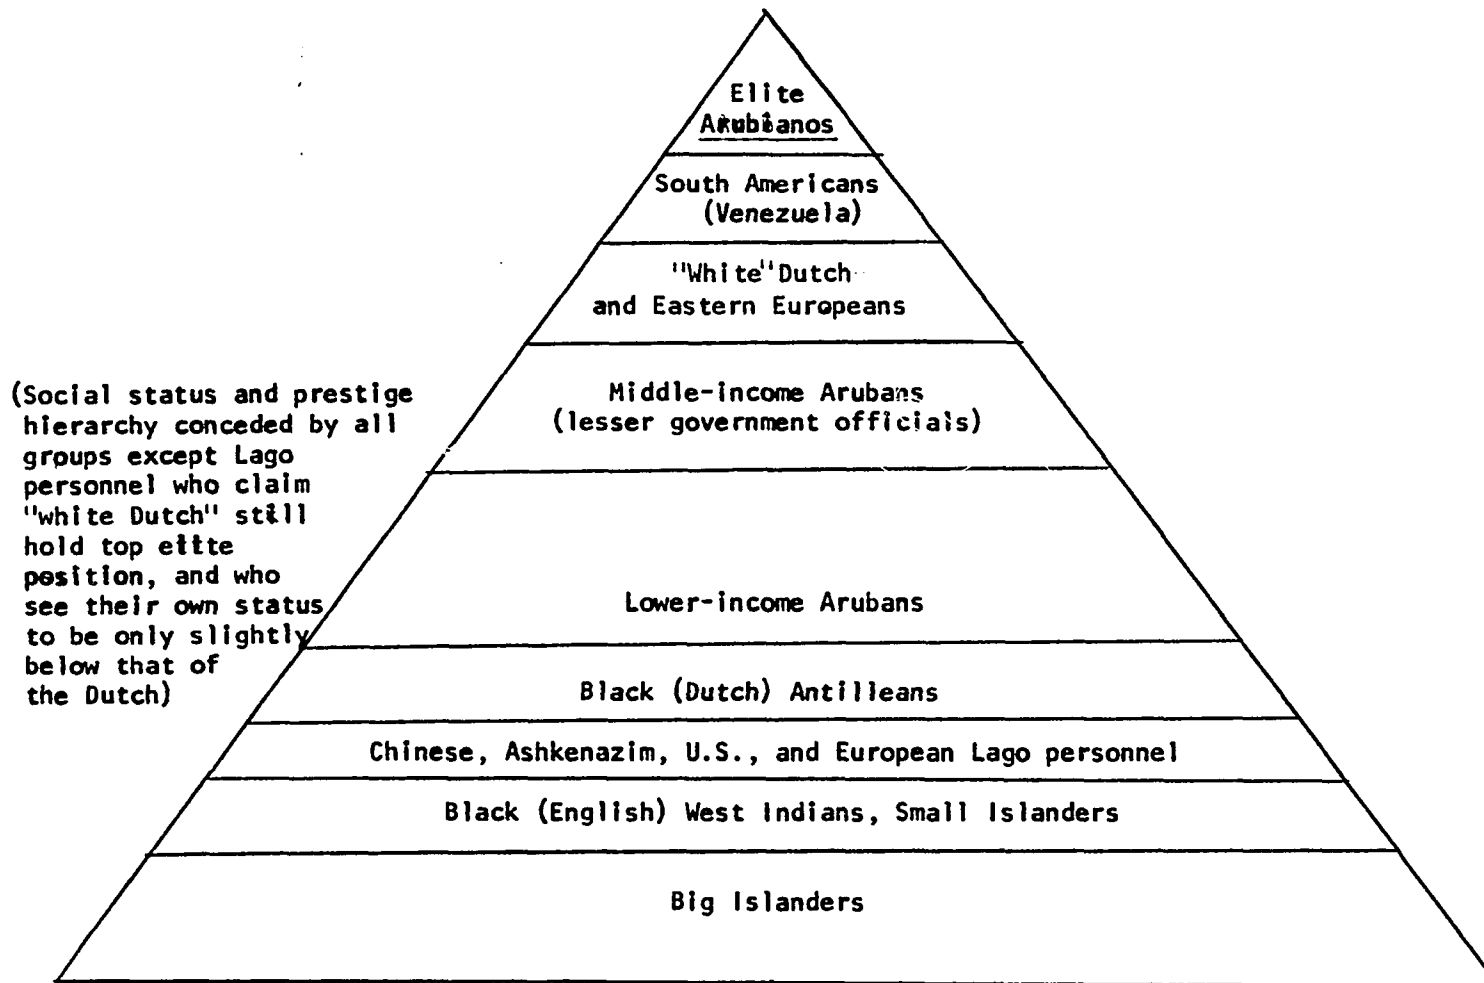 Elite
Arubianos
South Americans
(Venezuela)
"White" Dutch
and Eastern Europeans
Middle-income Arubans
(lesser government officials)
(Social status and prestige
hierarchy conceded by all
groups except Lago
personnel who claim
"white Dutch" still
hold top elite
position, and who
see their own status
to be only slightly
below that of
the Dutch)
Lower-income Arubans
Black (Dutch) Antilleans
Chinese, Ashkenazim, U.S., and European Lago personnel
Black (English) West Indians, Small Islanders
Big Islanders